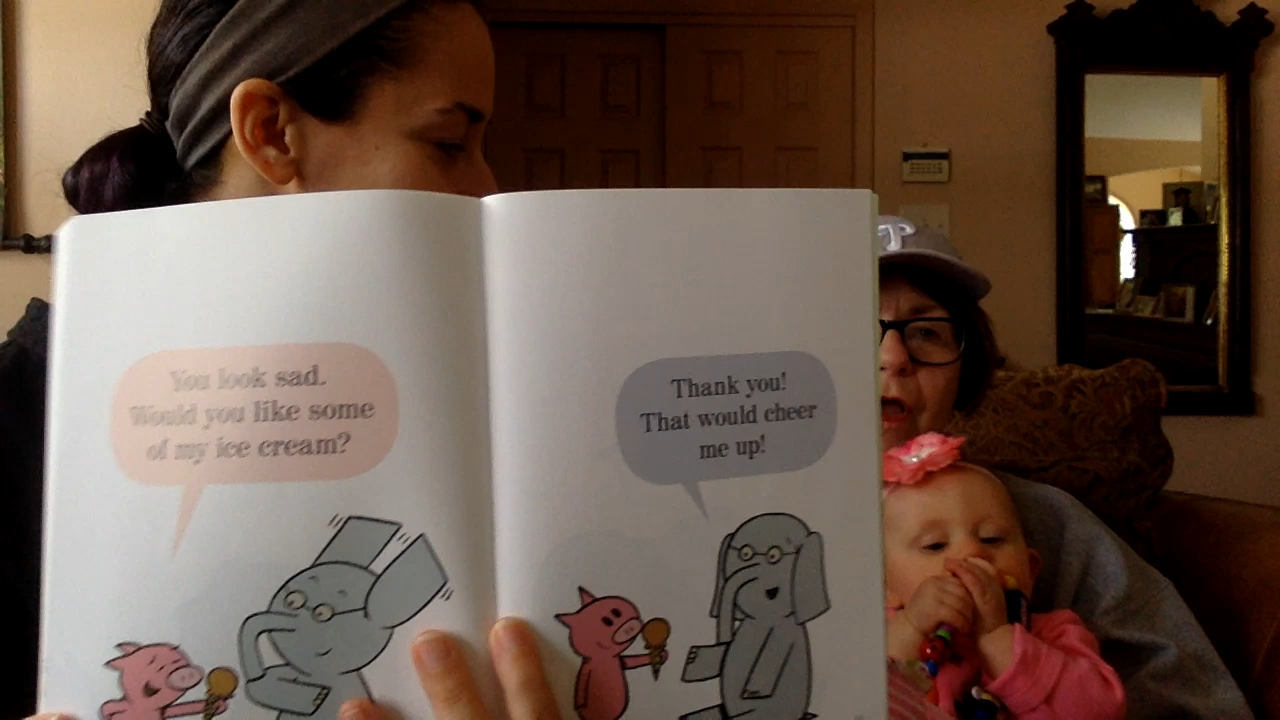 You look sad.
Would you like some
of my ice cream?
Thank you!
That would cheer
me up!